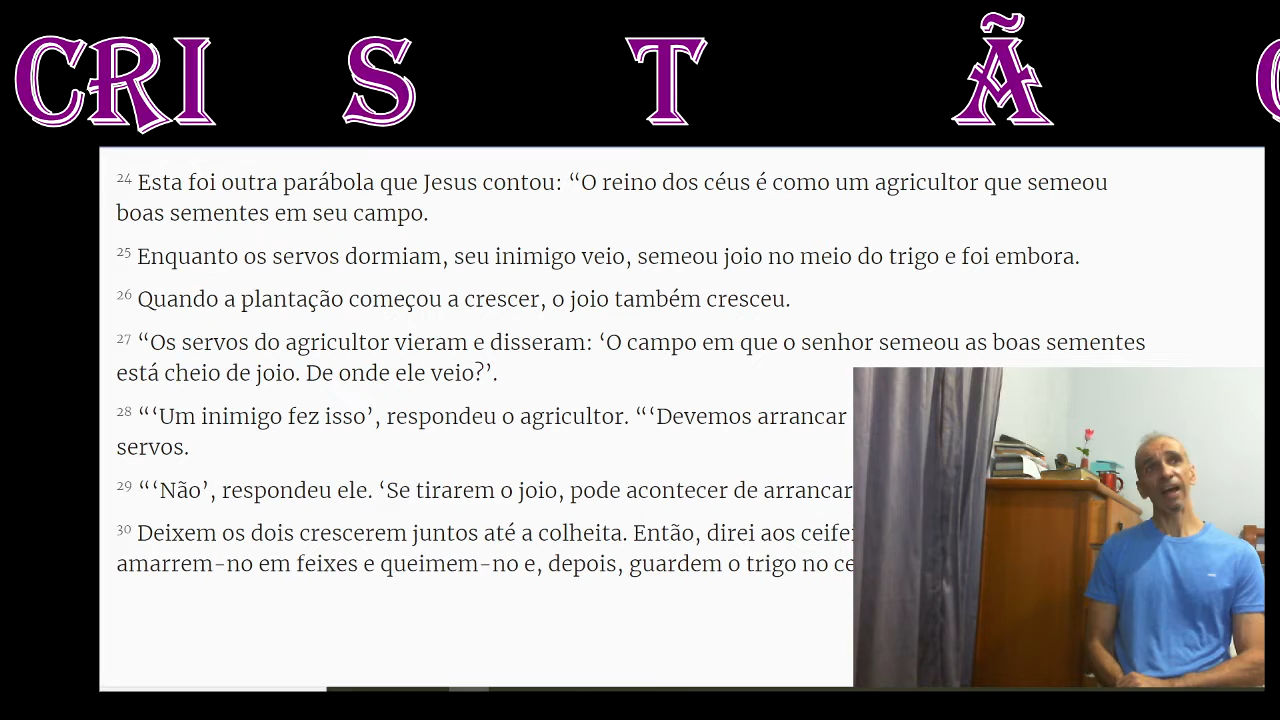 CRISTÃ
24 Esta foi outra parábola que Jesus contou: “O reino dos céus é como um agricultor que semeou
boas sementes em seu campo.
25 Enquanto os servos dormiam, seu inimigo veio, semeou joio no meio do trigo e foi embora.
26 Quando a plantação começou a crescer, o joio também cresceu.
27 “Os servos do agricultor vieram e disseram: ‘O campo em que o senhor semeou as boas sementes
está cheio de joio. De onde ele veio?’.
28 “‘Um inimigo fez isso’, respondeu o agricultor. “‘Devemos arrancar
servos.
29 “‘Não’, respondeu ele. ‘Se tirarem o joio, pode acontecer de arrancar
30 Deixem os dois crescerem juntos até a colheita. Então, direi aos
amarrem-no em feixes e queimem-no e, depois, guardem o trigo no